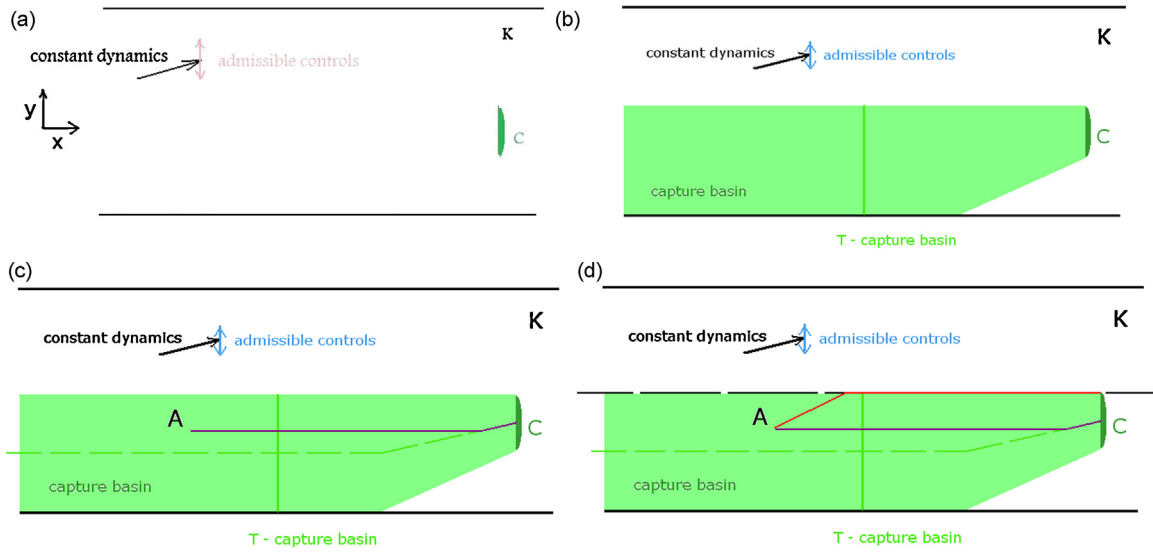 (a)
K
constant dynamics
admissible controls
y
x
C
(b)
K
constant dynamics
admissible controls
C
capture basin
T - capture basin
(c)
K
constant dynamics
admissible controls
A
C
capture basin
T - capture basin
(d)
K
constant dynamics
admissible controls
A
C
capture basin
T - capture basin